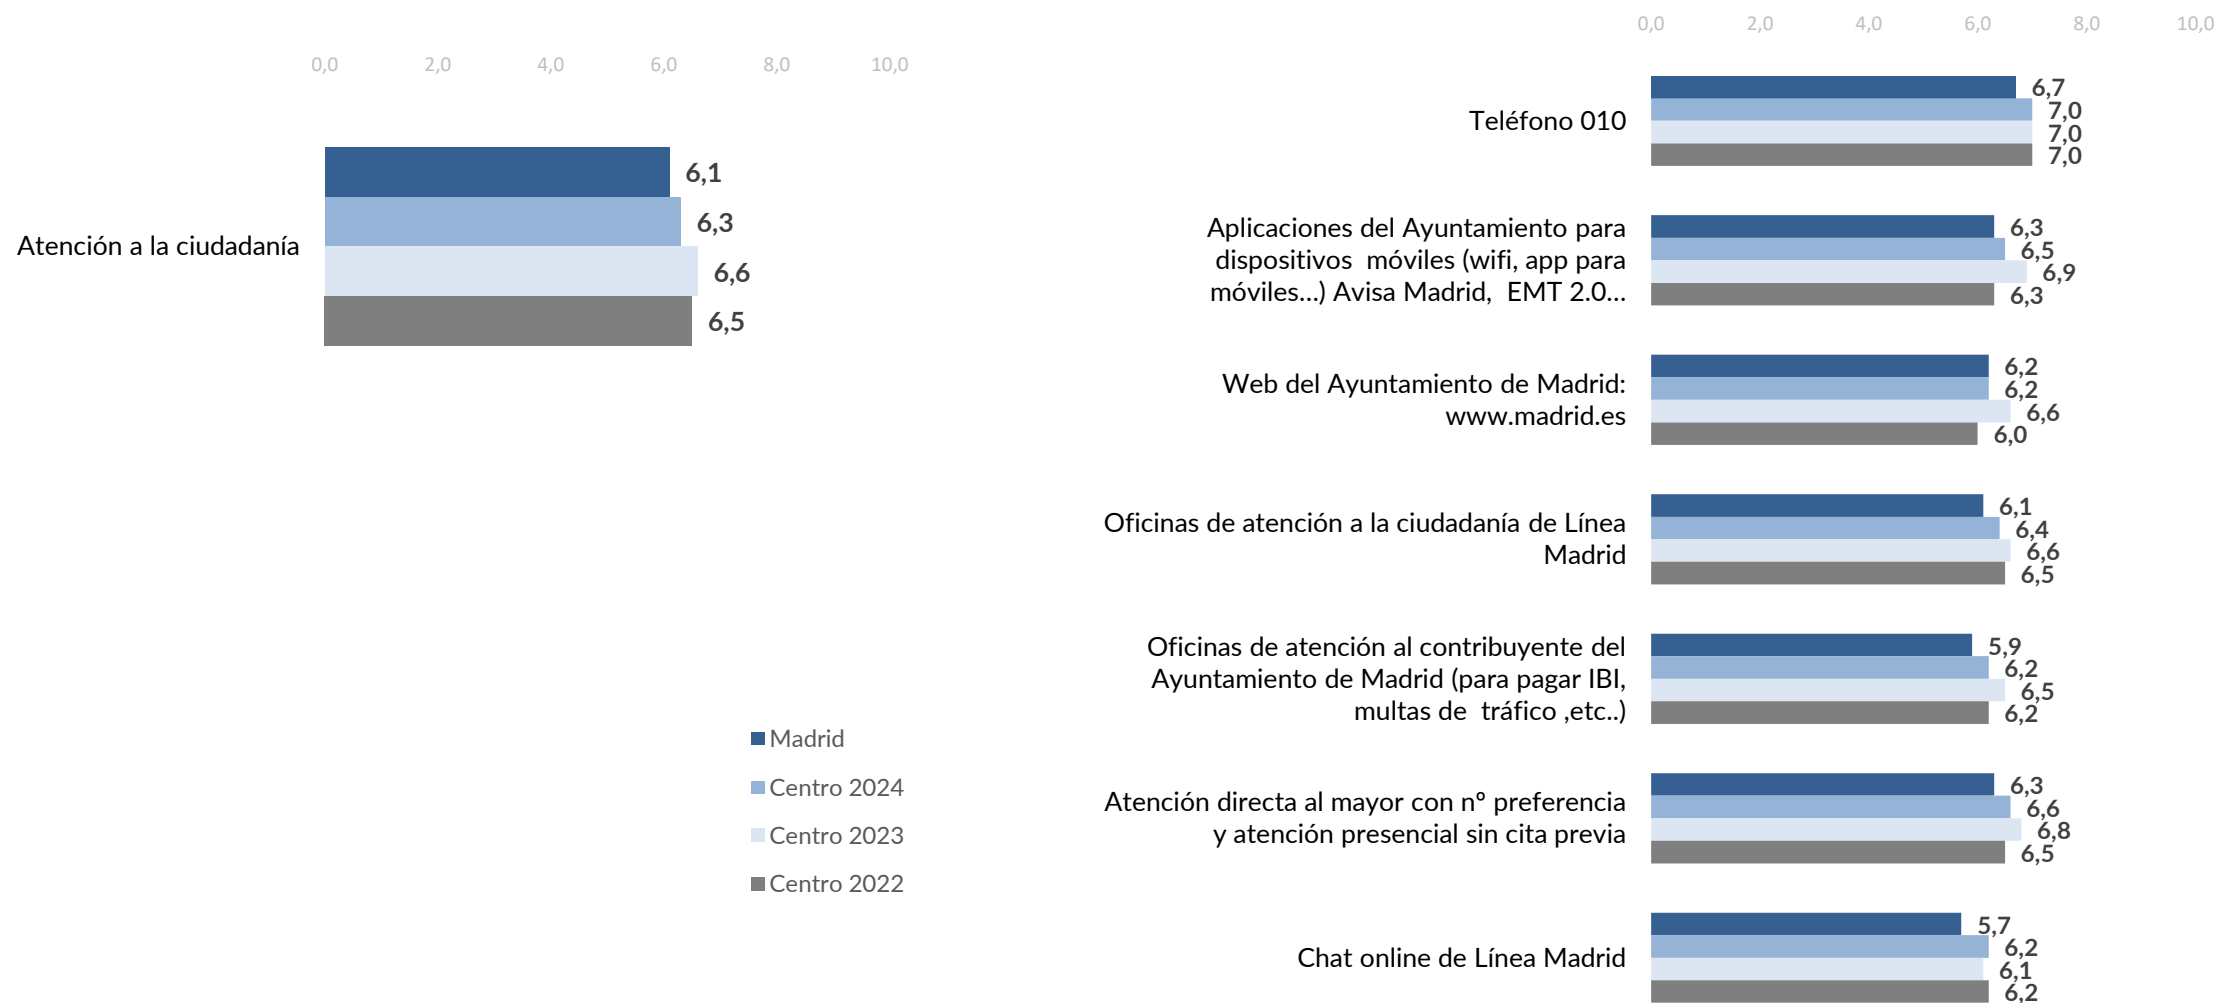 0,0 2,0 4,0 6,0 8,0 10,0
Atención a la ciudadanía
6,1
6,3
6,6
6,5
Madrid
Centro 2024
Centro 2023
Centro 2022
0,0 2,0 4,0 6,0 8,0 10,0
Teléfono 010
6,7
7,0
7,0
7,0
Aplicaciones del Ayuntamiento para
dispositivos  móviles (wifi, app para
móviles...) Avisa Madrid,  EMT 2.0...
6,3
6,5
6,9
6,3
Web del Ayuntamiento de Madrid:
www.madrid.es
6,2
6,2
6,6
6,0
Oficinas de atención a la ciudadanía de Línea
Madrid
6,1
6,4
6,6
6,5
Oficinas de atención al contribuyente del
Ayuntamiento de Madrid (para pagar IBI,
multas de  tráfico ,etc..)
5,9
6,2
6,5
6,2
Atención directa al mayor con nº preferencia
y atención presencial sin cita previa
6,3
6,6
6,8
6,5
Chat online de Línea Madrid
5,7
6,2
6,1
6,2